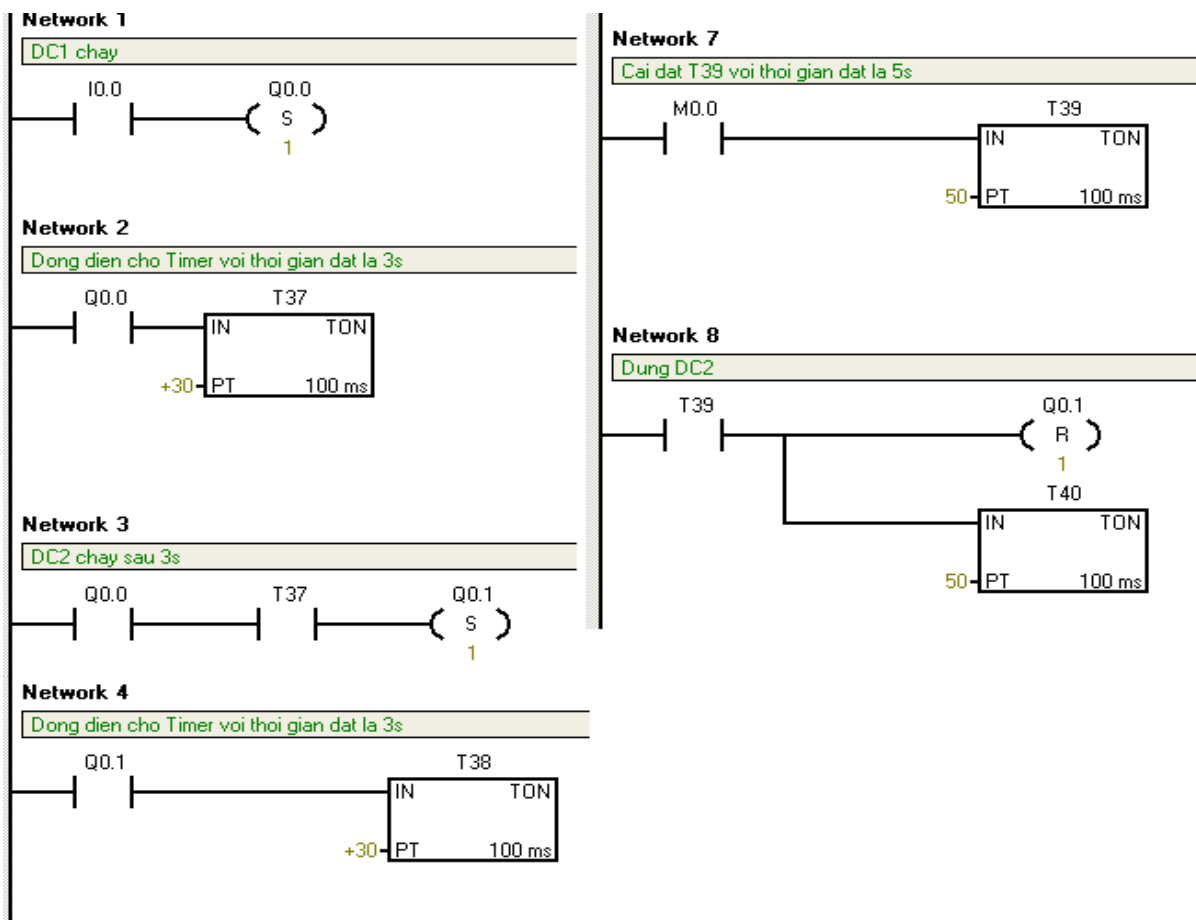 Network 1
DC1 chay
I0.0 Q0.0
S
1
Network 2
Dong dien cho Timer voi thoi gian dat la 3s
Q0.0 T37
IN TON
+30 PT 100 ms
Network 3
DC2 chay sau 3s
Q0.0 T37 Q0.1
S
1
Network 4
Dong dien cho Timer voi thoi gian dat la 3s
Q0.1 T38
IN TON
+30 PT 100 ms
Network 7
Cai dat T39 voi thoi gian dat la 5s
M0.0 T39
IN TON
50 PT 100 ms
Network 8
Dung DC2
T39 Q0.1
R
1
T40
IN TON
50 PT 100 ms